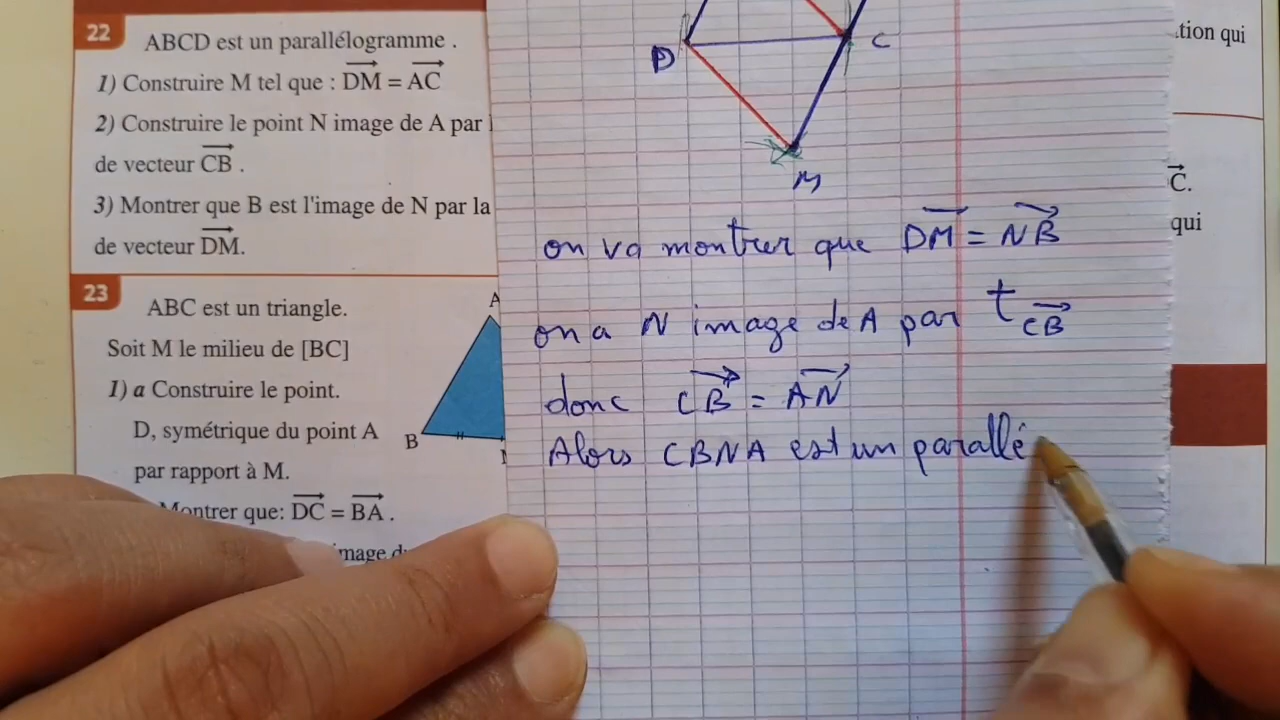 22
ABCD est un parallélogramme .
1) Construire M tel que : DM = AC
2) Construire le point N image de A par
de vecteur CB .
3) Montrer que B est l'image de N par la
de vecteur DM.
23
ABC est un triangle.
Soit M le milieu de [BC]
1) a Construire le point.
D, symétrique du point A
par rapport à M.
Montrer que: DC = BA .
image
A
B
D
C
M
on va montrer que DM = NB
on a N image de A par t CB
donc CB = AN
Alors CBNA est un parallé
tion qui
C.
qui